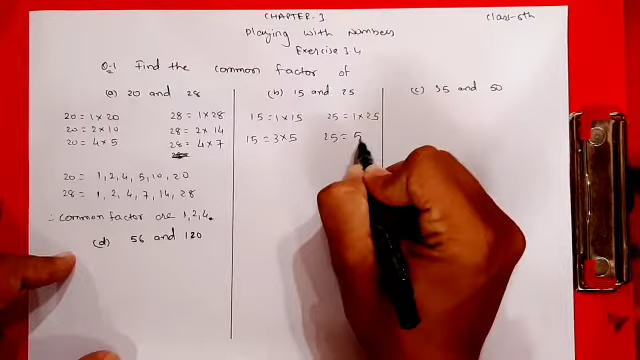 CHAPTER-3
Class-6th
Playing with Numbers
Exercise 3.4
Q.1 Find the common factor of
(a) 20 and 28
20 = 1×20 28 = 1×28
20 = 2×10 28 = 2×14
20 = 4×5 28 = 4×7
20 = 1, 2, 4, 5, 10, 20
28 = 1, 2, 4, 7, 14, 28
∴ Common factor are 1, 2, 4.
(b) 15 and 25
15 = 1×15 25 = 1×25
15 = 3×5 25 = 5
(c) 35 and 50
(d) 56 and 120